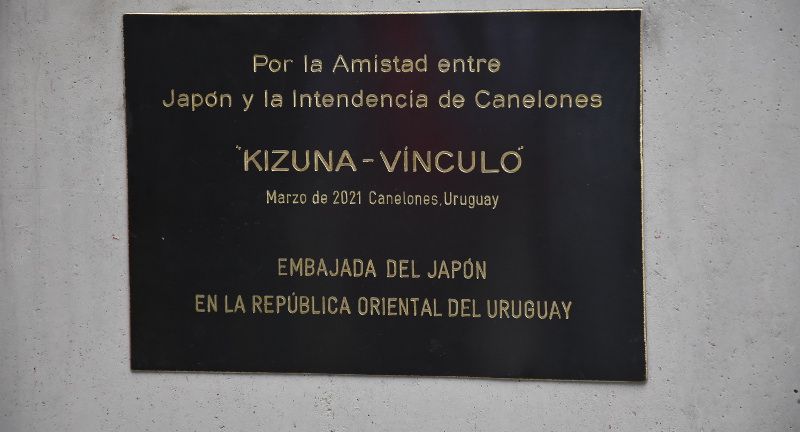 Por la Amistad entre
Japón y la Intendencia de Canelones
"KIZUNA - VÍNCULO"
Marzo de 2021 Canelones, Uruguay
EMBAJADA DEL JAPÓN
EN LA REPÚBLICA ORIENTAL DEL URUGUAY